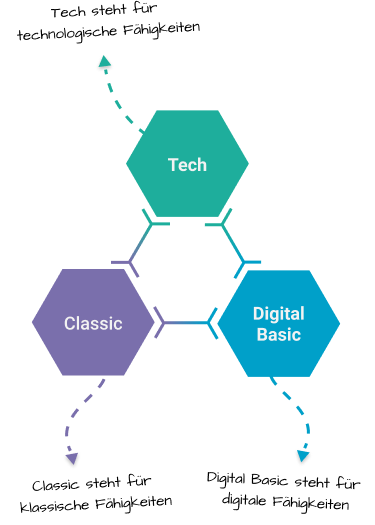 Tech steht für
technologische Fähigkeiten
Tech
Classic
Digital
Basic
Classic steht für
klassische Fähigkeiten
Digital Basic steht für
digitale Fähigkeiten